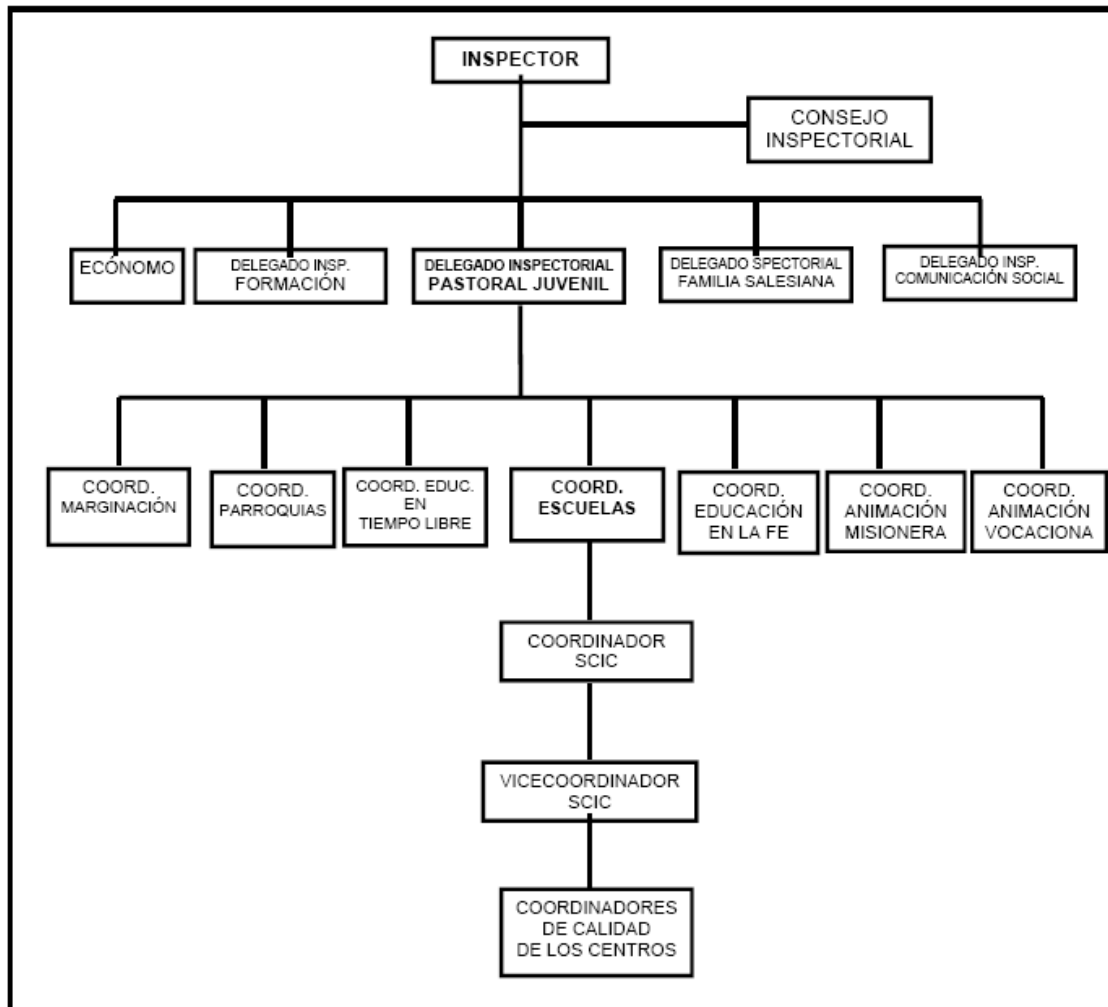 INSPECTOR
CONSEJO
INSPECTORIAL
ECÓNOMO
DELEGADO INSP.
FORMACIÓN
DELEGADO INSPECTORIAL
PASTORAL JUVENIL
DELEGADO SPECTORIAL
FAMILIA SALESIANA
DELEGADO INSP.
COMUNICACIÓN SOCIAL
COORD.
MARGINACIÓN
COORD.
PARROQUIAS
COORD. EDUC.
EN
TIEMPO LIBRE
COORD.
ESCUELAS
COORD.
EDUCACIÓN
EN LA FE
COORD.
ANIMACIÓN
MISIONERA
COORD.
ANIMACIÓN
VOCACIONA
COORDINADOR
SCIC
VICECOORDINADOR
SCIC
COORDINADORES
DE CALIDAD
DE LOS CENTROS